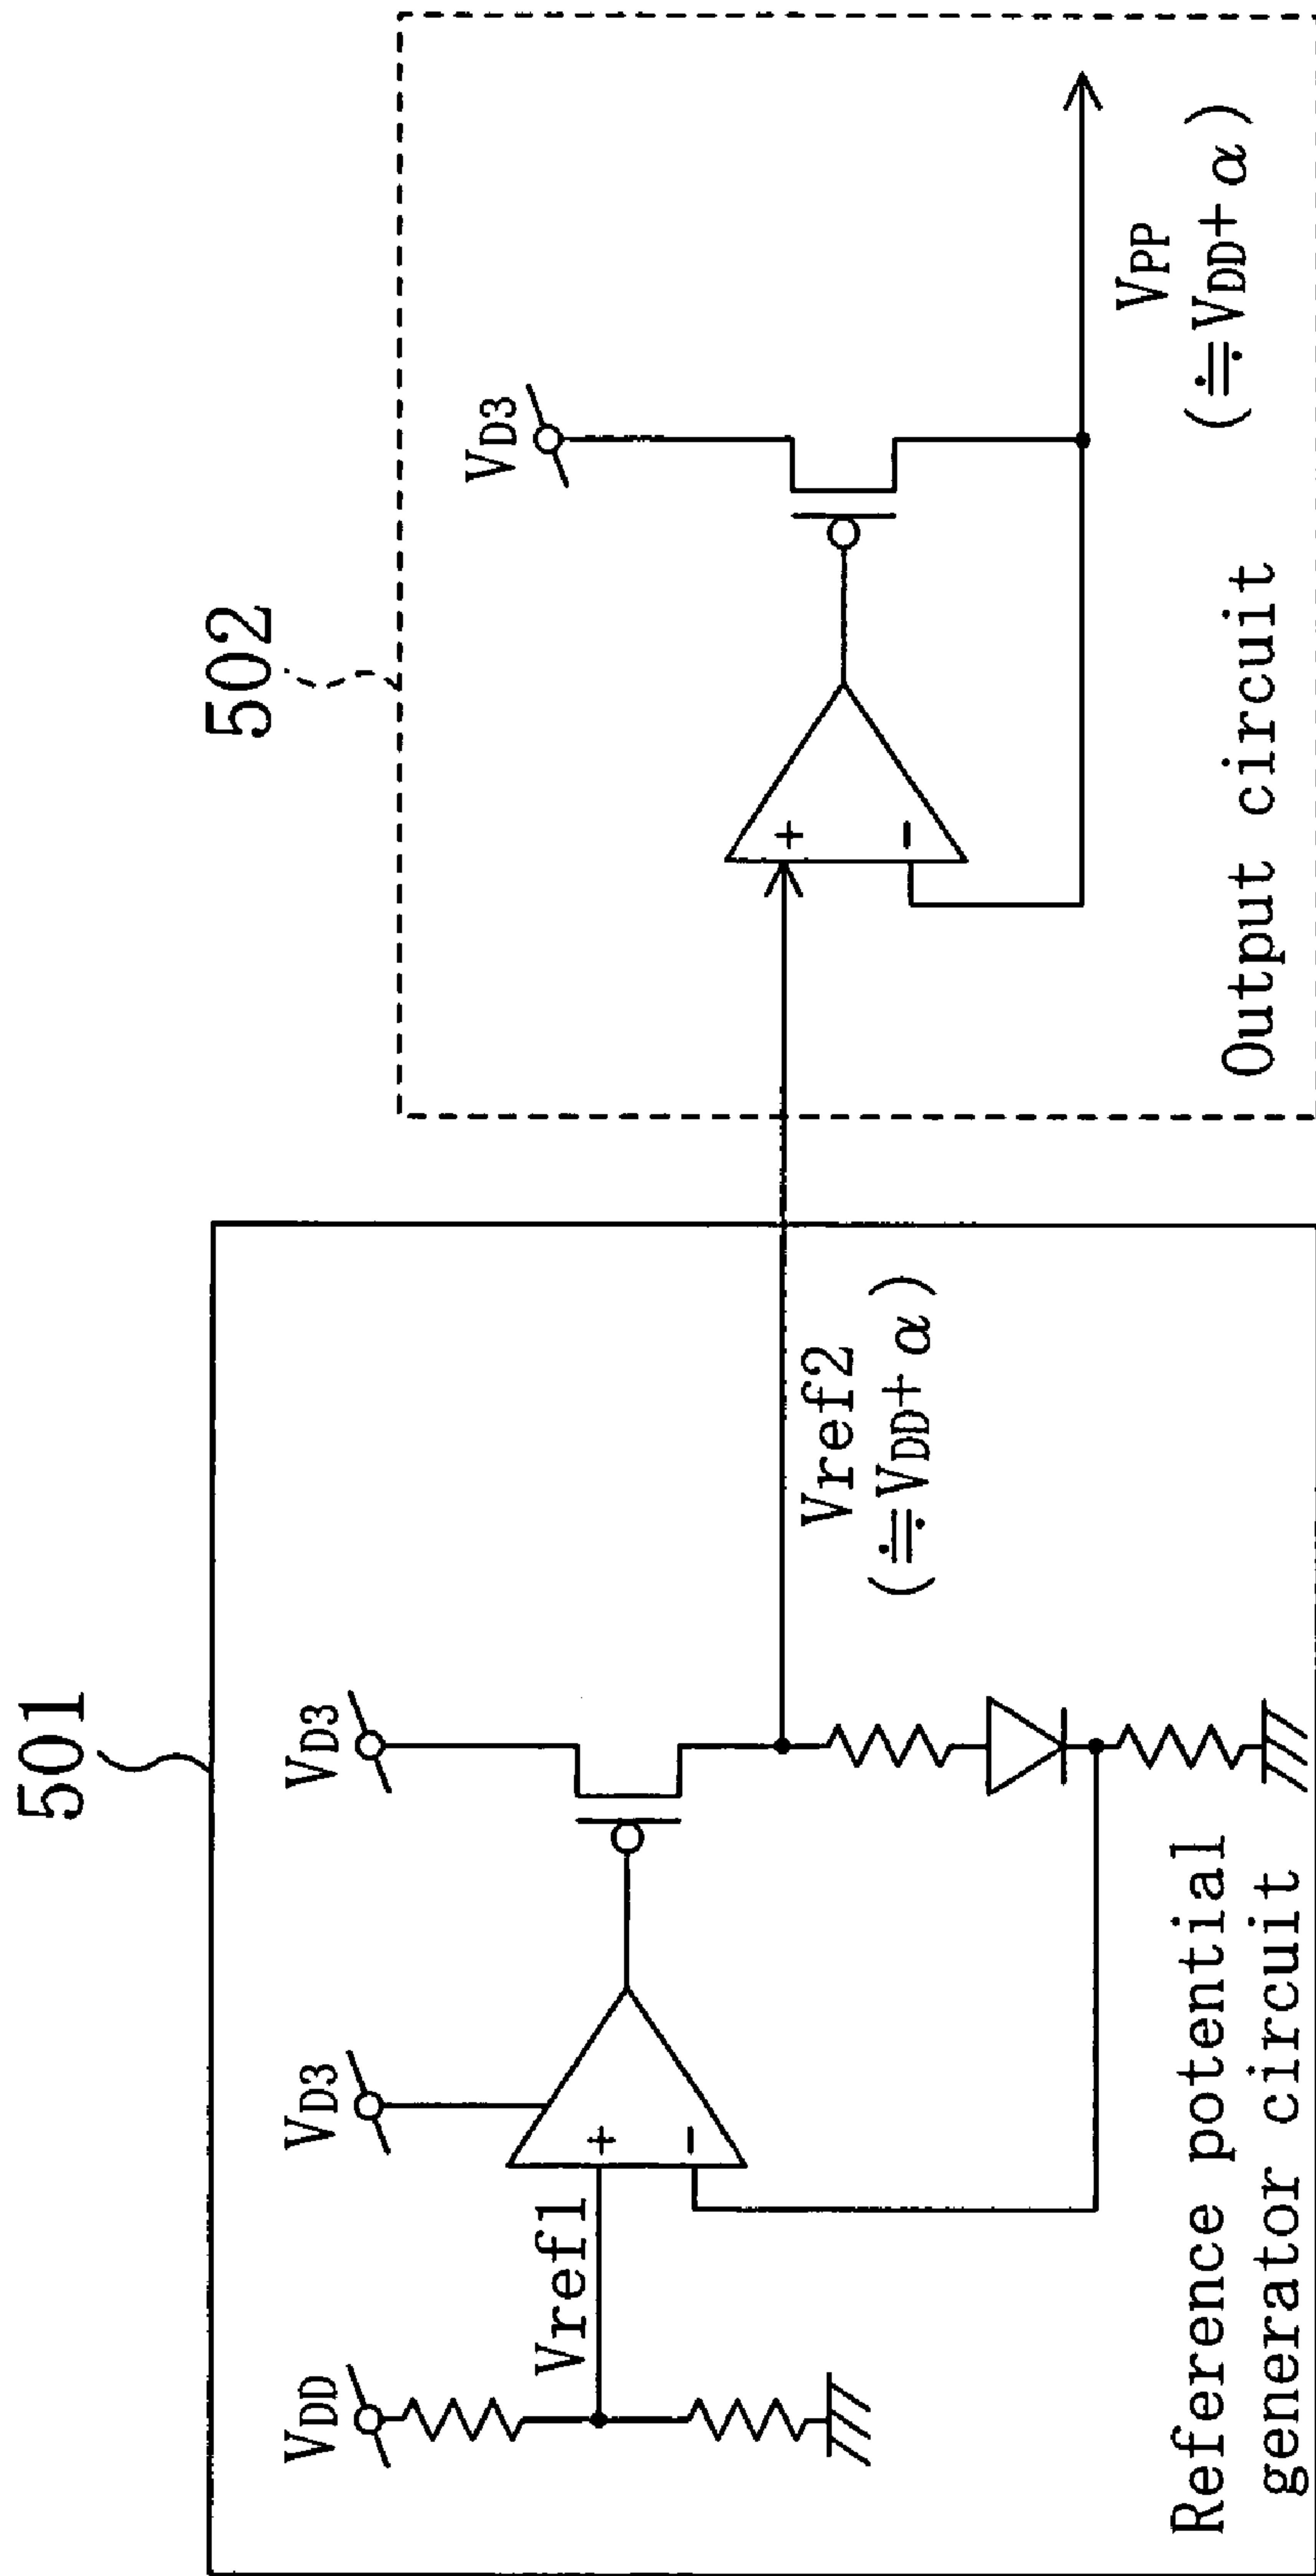 501
VDD
Vref1
VD3
VD3
+
-
Vref2
(≒VDD+α)
Reference potential
generator circuit
502
VD3
+
-
VPP
(≒VDD+α)
Output circuit